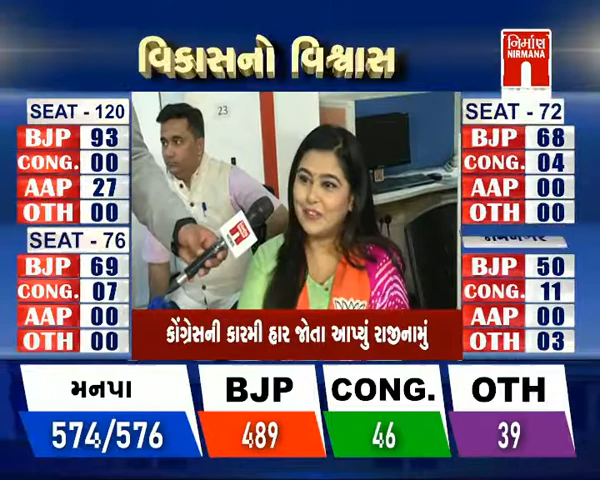 વિકાસનો વિશ્વાસ
નિર્માણ
NIRMANA
SEAT - 120
BJP 93
CONG. 00
AAP 27
OTH 00
SEAT - 76
BJP 69
CONG. 07
AAP 00
OTH 00
23
NIRMANA
SEAT - 72
BJP 68
CONG. 04
AAP 00
OTH 00
BJP 50
CONG. 11
AAP 00
OTH 03
કોંગ્રેસની કારમી હાર જોતા આપ્યું રાજીનામું
મનપા BJP CONG. OTH
574/576 489 46 39